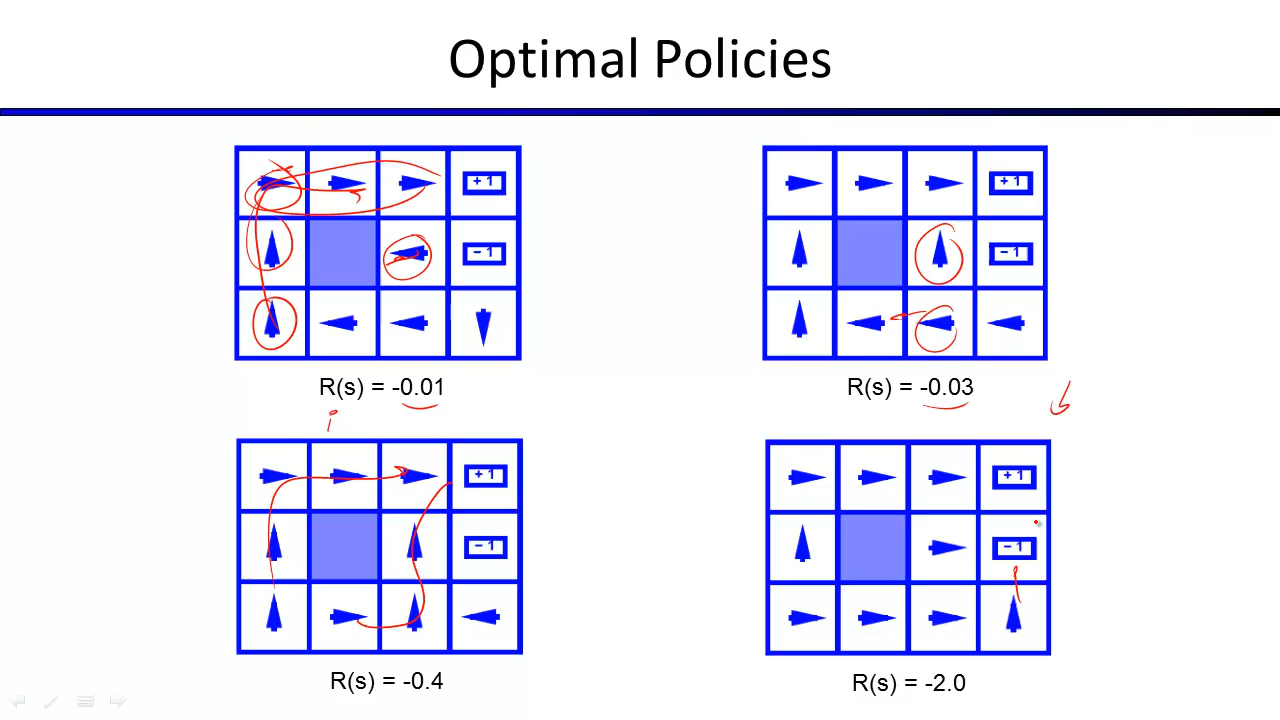 Optimal Policies
+1 +1
-1 -1
R(s) = -0.01 R(s) = -0.03
+1 +1
-1 -1
R(s) = -0.4 R(s) = -2.0